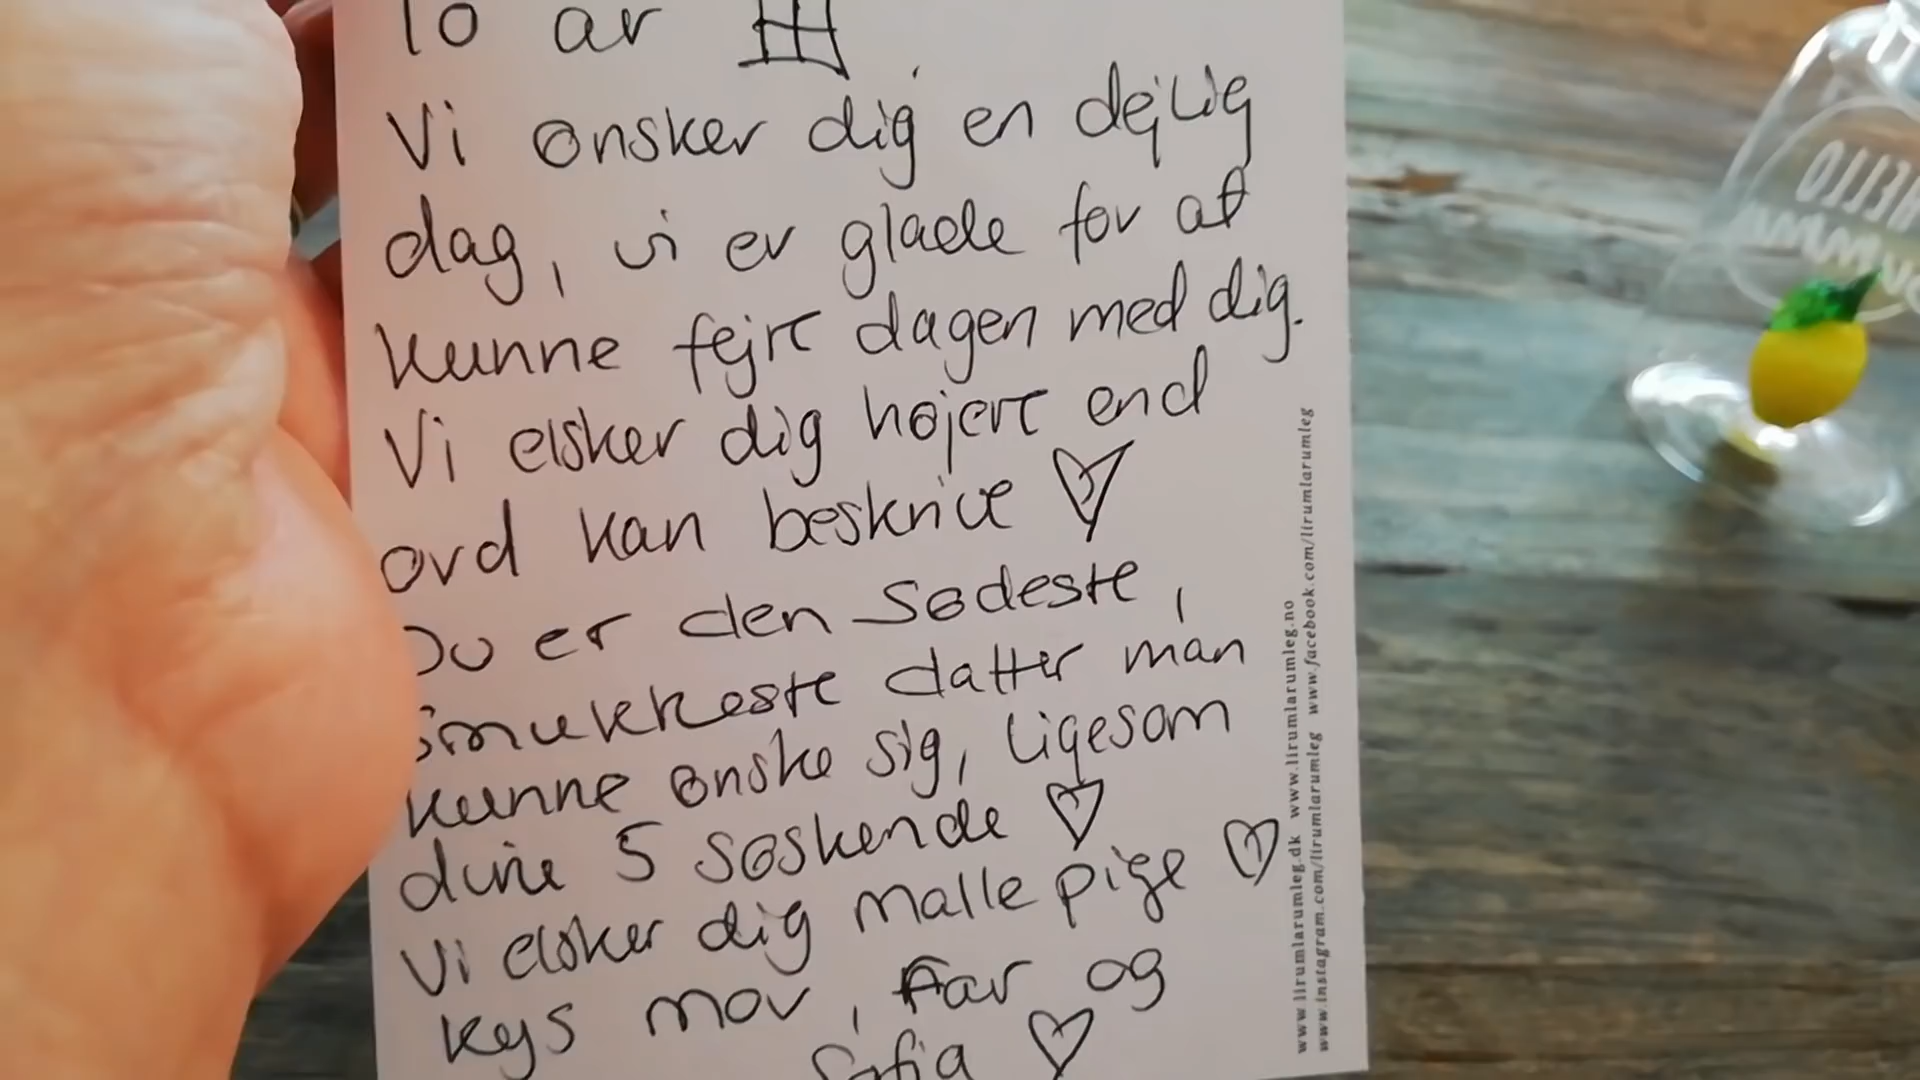 10 år
Vi ønsker dig en dejlig
dag, vi er glade for at
kunne fejre dagen med dig.
Vi elsker dig højere end
ord kan beskrive
Du er den sødeste,
smukkeste datter man
kunne ønske sig, ligesom
dine 5 søskende
Vi elsker dig Malle pige
kys mor, Far og
Sofia
www.lirumlarumleg.dk www.lirumlarumleg.no
www.instagram.com/lirumlarumleg www.facebook.com/lirumlarumleg
HELLO